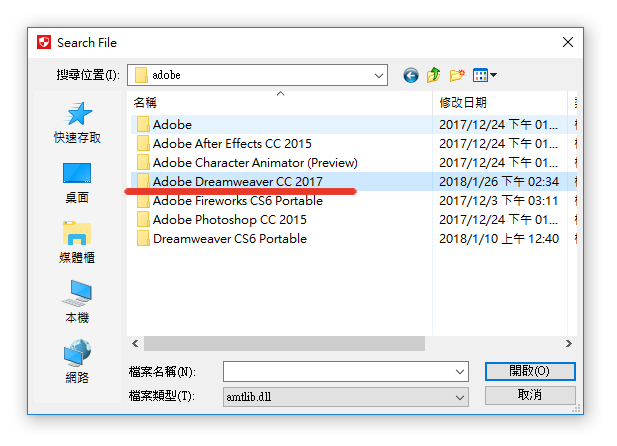 Search File
搜尋位置(I):
adobe
名稱
修改日期
快速存取
桌面
媒體櫃
本機
網路
Adobe 2017/12/24 下午 01...
Adobe After Effects CC 2015 2017/12/24 下午 01...
Adobe Character Animator (Preview) 2017/12/24 下午 01...
Adobe Dreamweaver CC 2017 2018/1/26 下午 02:34
Adobe Fireworks CS6 Portable 2017/12/3 下午 03:11
Adobe Photoshop CC 2015 2017/12/24 下午 01...
Dreamweaver CS6 Portable 2018/1/10 上午 12:40
檔案名稱(N):
開啟(O)
檔案類型(T):
amtlib.dll
取消